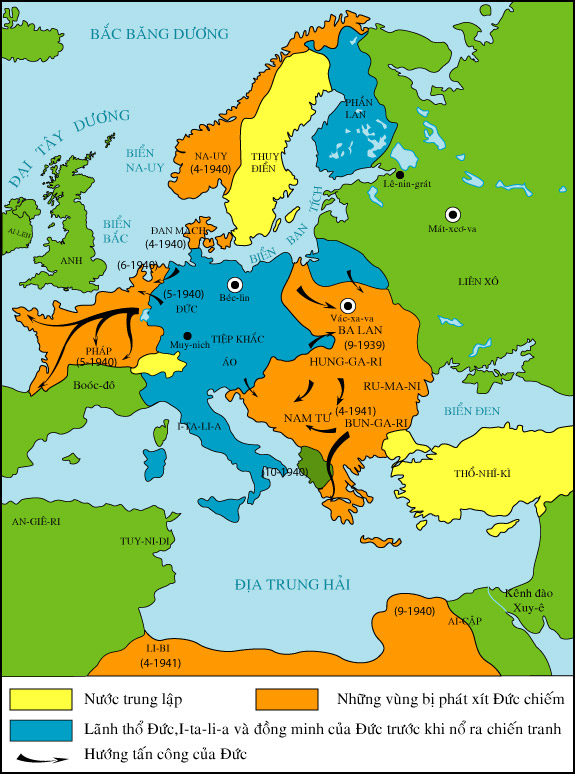 BẮC BĂNG DƯƠNG
ĐẠI TÂY DƯƠNG
BIỂN
NA-UY
NA-UY
(4-1940)
THUỴ
ĐIỂN
PHẦN
LAN
Lê-nin-grát
Mát-xcơ-va
AI-LEN
ANH
BIỂN
BẮC
ĐAN MẠCH
(4-1940)
BIỂN BAN TÍCH
LIÊN XÔ
(6-1940)
(5-1940)
ĐỨC
Béc-lin
Vác-xa-va
BA LAN
(9-1939)
Muy-nich
TIỆP KHẮC
ÁO
PHÁP
(5-1940)
Boóc-đô
HUNG-GA-RI
RU-MA-NI
NAM TƯ
(4-1941)
BUN-GA-RI
BIỂN ĐEN
I-TA-LI-A
(10-1940)
THỔ-NHĨ-KÌ
AN-GIÊ-RI
TUY-NI-DI
ĐỊA TRUNG HẢI
Kênh đào
Xuy-ê
(9-1940)
AI-CẬP
LI-BI
(4-1941)
Nước trung lập
Những vùng bị phát xít Đức chiếm
Lãnh thổ Đức,I-ta-li-a và đồng minh của Đức trước khi nổ ra chiến tranh
Hướng tấn công của Đức